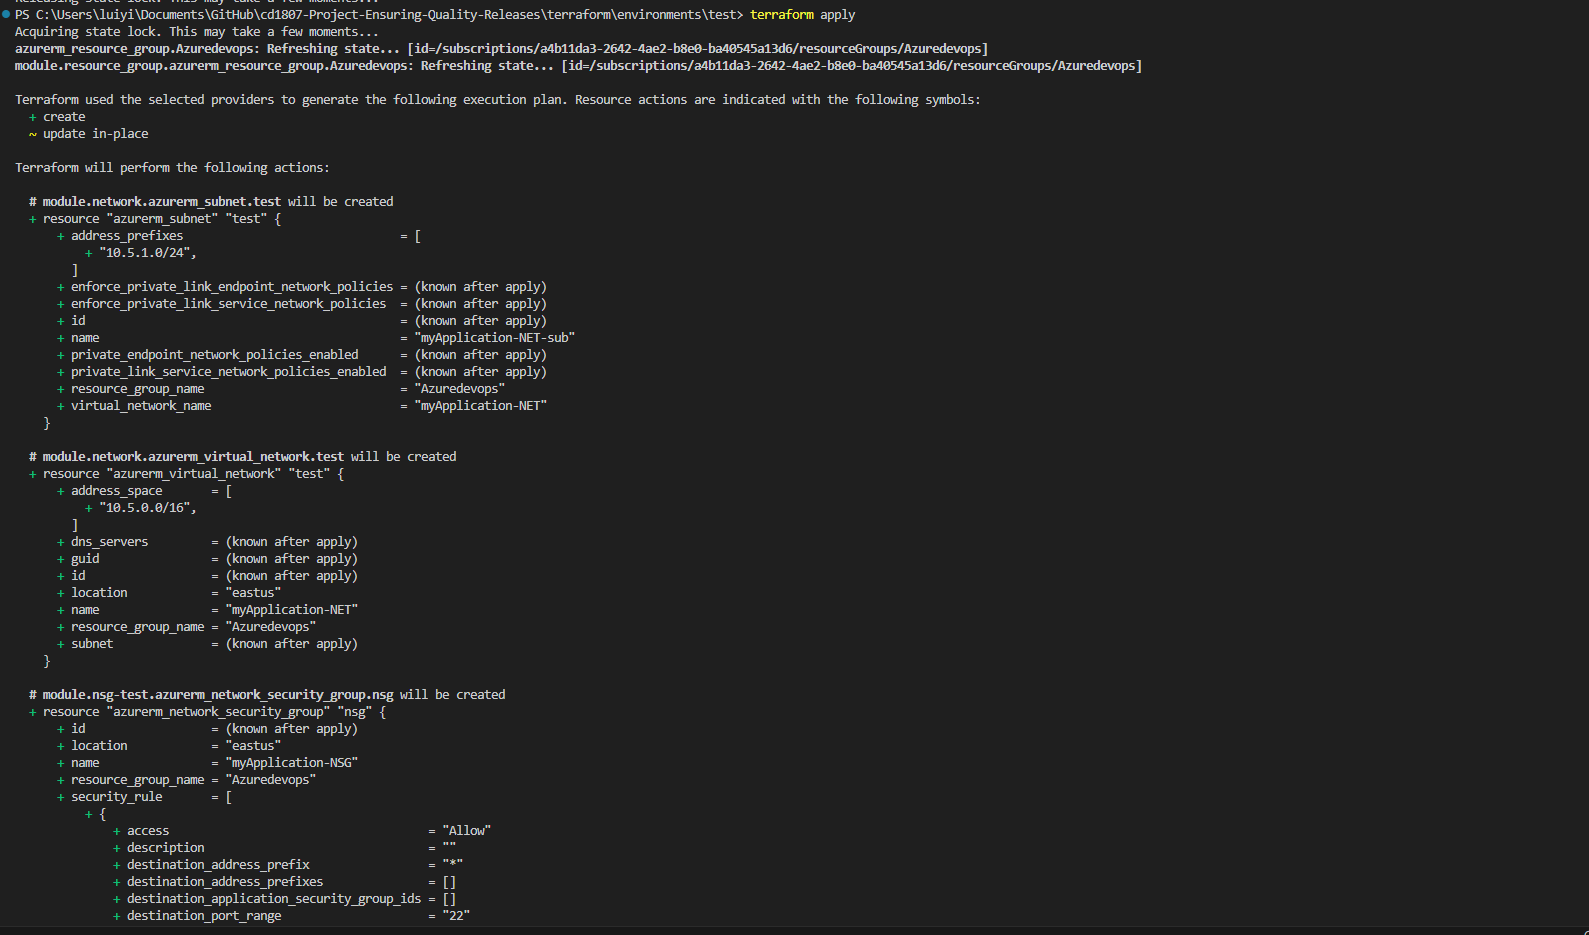 PS C:\Users\luiyi\Documents\GitHub\cd1807-Project-Ensuring-Quality-Releases\terraform\environments\test> terraform apply
Acquiring state lock. This may take a few moments...
azurerm_resource_group.Azuredevops: Refreshing state... [id=/subscriptions/a4b11da3-2642-4ae2-b8e0-ba40545a13d6/resourceGroups/Azuredevops]
module.resource_group.azurerm_resource_group.Azuredevops: Refreshing state... [id=/subscriptions/a4b11da3-2642-4ae2-b8e0-ba40545a13d6/resourceGroups/Azuredevops]

Terraform used the selected providers to generate the following execution plan. Resource actions are indicated with the following symbols:
  + create
  ~ update in-place

Terraform will perform the following actions:

  # module.network.azurerm_subnet.test will be created
  + resource "azurerm_subnet" "test" {
      + address_prefixes                               = [
          + "10.5.1.0/24",
        ]
      + enforce_private_link_endpoint_network_policies = (known after apply)
      + enforce_private_link_service_network_policies  = (known after apply)
      + id                                             = (known after apply)
      + name                                           = "myApplication-NET-sub"
      + private_endpoint_network_policies_enabled      = (known after apply)
      + private_link_service_network_policies_enabled  = (known after apply)
      + resource_group_name                            = "Azuredevops"
      + virtual_network_name                           = "myApplication-NET"
    }

  # module.network.azurerm_virtual_network.test will be created
  + resource "azurerm_virtual_network" "test" {
      + address_space       = [
          + "10.5.0.0/16",
        ]
      + dns_servers         = (known after apply)
      + guid                = (known after apply)
      + id                  = (known after apply)
      + location            = "eastus"
      + name                = "myApplication-NET"
      + resource_group_name = "Azuredevops"
      + subnet              = (known after apply)
    }

  # module.nsg-test.azurerm_network_security_group.nsg will be created
  + resource "azurerm_network_security_group" "nsg" {
      + id                  = (known after apply)
      + location            = "eastus"
      + name                = "myApplication-NSG"
      + resource_group_name = "Azuredevops"
      + security_rule       = [
          + {
              + access                                     = "Allow"
              + description                                = ""
              + destination_address_prefix                 = "*"
              + destination_address_prefixes               = []
              + destination_application_security_group_ids = []
              + destination_port_range                     = "22"